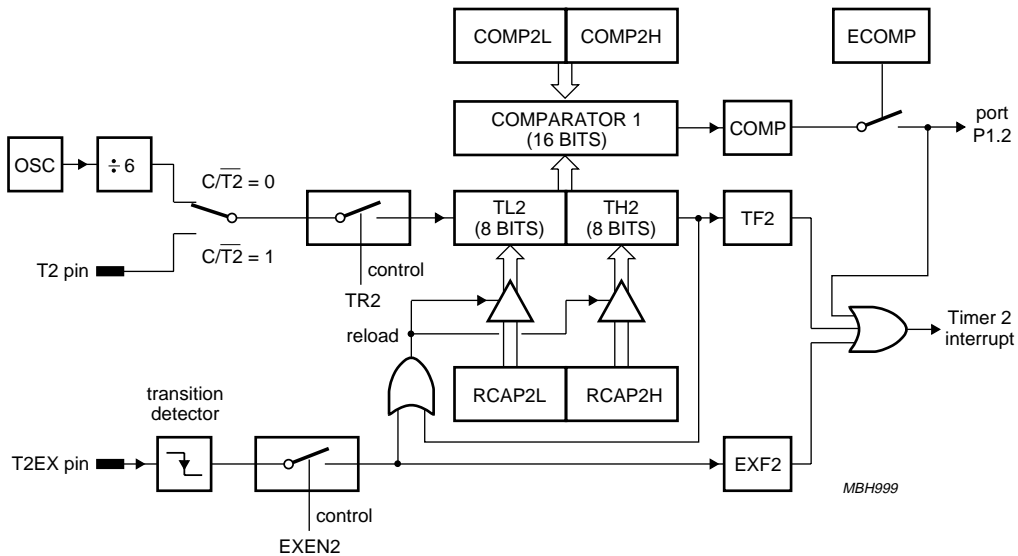 COMP2L COMP2H ECOMP
COMPARATOR 1
(16 BITS)
COMP
port
P1.2
OSC
÷ 6
C/T2̅ = 0
C/T2̅ = 1
T2 pin
control
TR2
TL2
(8 BITS)
TH2
(8 BITS)
TF2
reload
Timer 2
interrupt
RCAP2L RCAP2H
transition
detector
T2EX pin
EXF2
control
EXEN2
MBH999